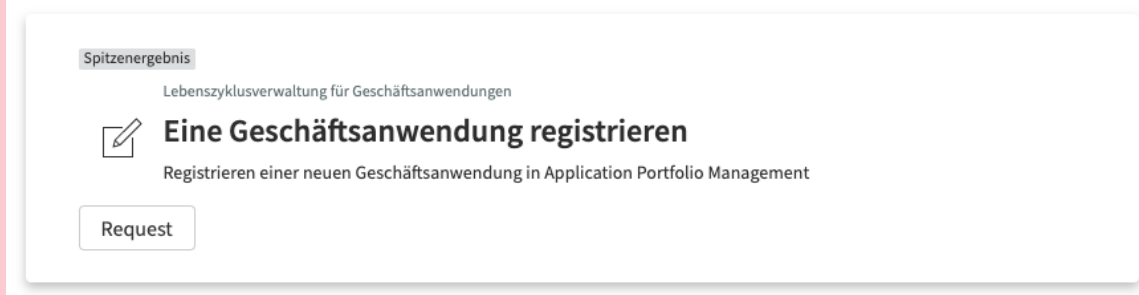 Spitzenergebnis
Lebenszyklusverwaltung für Geschäftsanwendungen
Eine Geschäftsanwendung registrieren
Registrieren einer neuen Geschäftsanwendung in Application Portfolio Management
Request